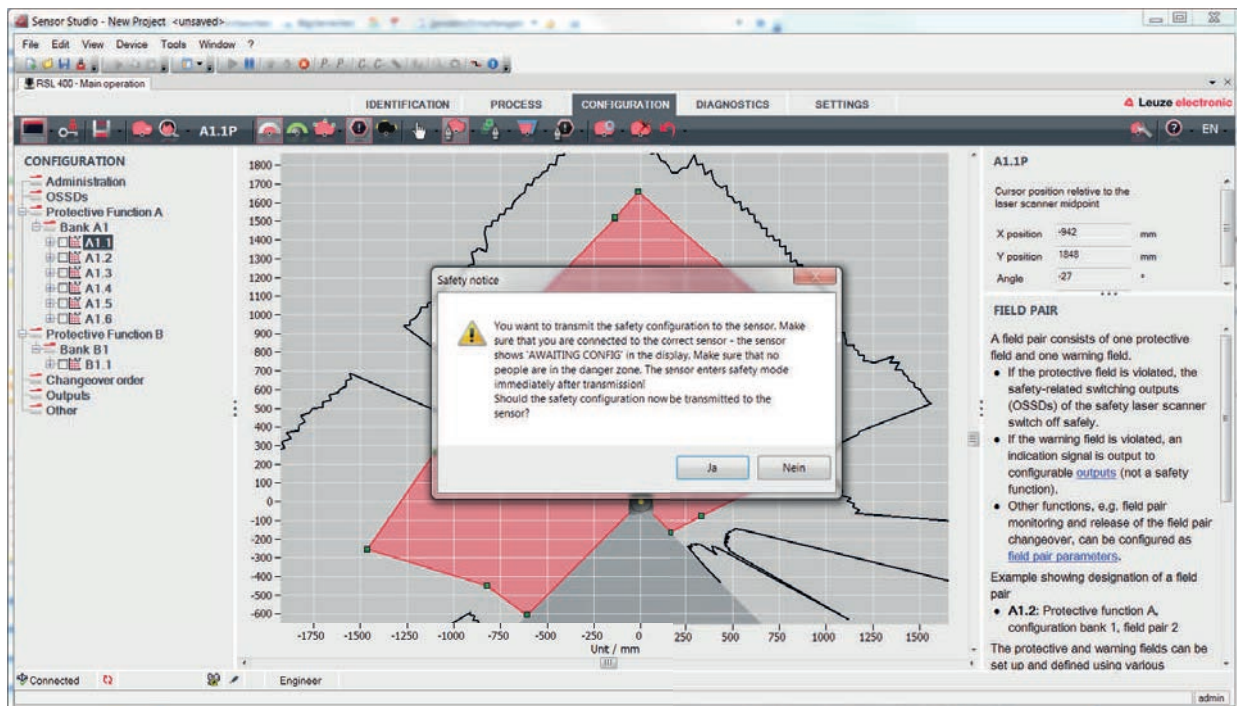 Sensor Studio - New Project <unsaved>
File Edit View Device Tools Window ?
RSL 400 - Main operation
IDENTIFICATION PROCESS CONFIGURATION DIAGNOSTICS SETTINGS
Leuze electronic
A1.1P
EN
CONFIGURATION
Administration
OSSDs
Protective Function A
Bank A1
A1.1
A1.2
A1.3
A1.4
A1.5
A1.6
Protective Function B
Bank B1
B1.1
Changeover order
Outputs
Other
1800
1700
1600
1500
1400
1300
1200
1100
1000
900
800
700
600
500
400
300
200
100
0
-100
-200
-300
-400
-500
-600
-1750 -1500 -1250 -1000 -750 -500 -250 0 250 500 750 1000 1250 1500
Unt / mm
Safety notice
You want to transmit the safety configuration to the sensor. Make
sure that you are connected to the correct sensor - the sensor
shows 'AWAITING CONFIG' in the display. Make sure that no
people are in the danger zone. The sensor enters safety mode
immediately after transmission!
Should the safety configuration now be transmitted to the
sensor?
Ja Nein
A1.1P
Cursor position relative to the
laser scanner midpoint
X position -942 mm
Y position 1848 mm
Angle -27 °
FIELD PAIR
A field pair consists of one protective
field and one warning field.
• If the protective field is violated, the
safety-related switching outputs
(OSSDs) of the safety laser scanner
switch off safely.
• If the warning field is violated, an
indication signal is output to
configurable outputs (not a safety
function).
• Other functions, e.g. field pair
monitoring and release of the field pair
changeover, can be configured as
field pair parameters.
Example showing designation of a field
pair
• A1.2: Protective function A,
configuration bank 1, field pair 2
The protective and warning fields can be
set up and defined using various
Connected
Engineer
admin